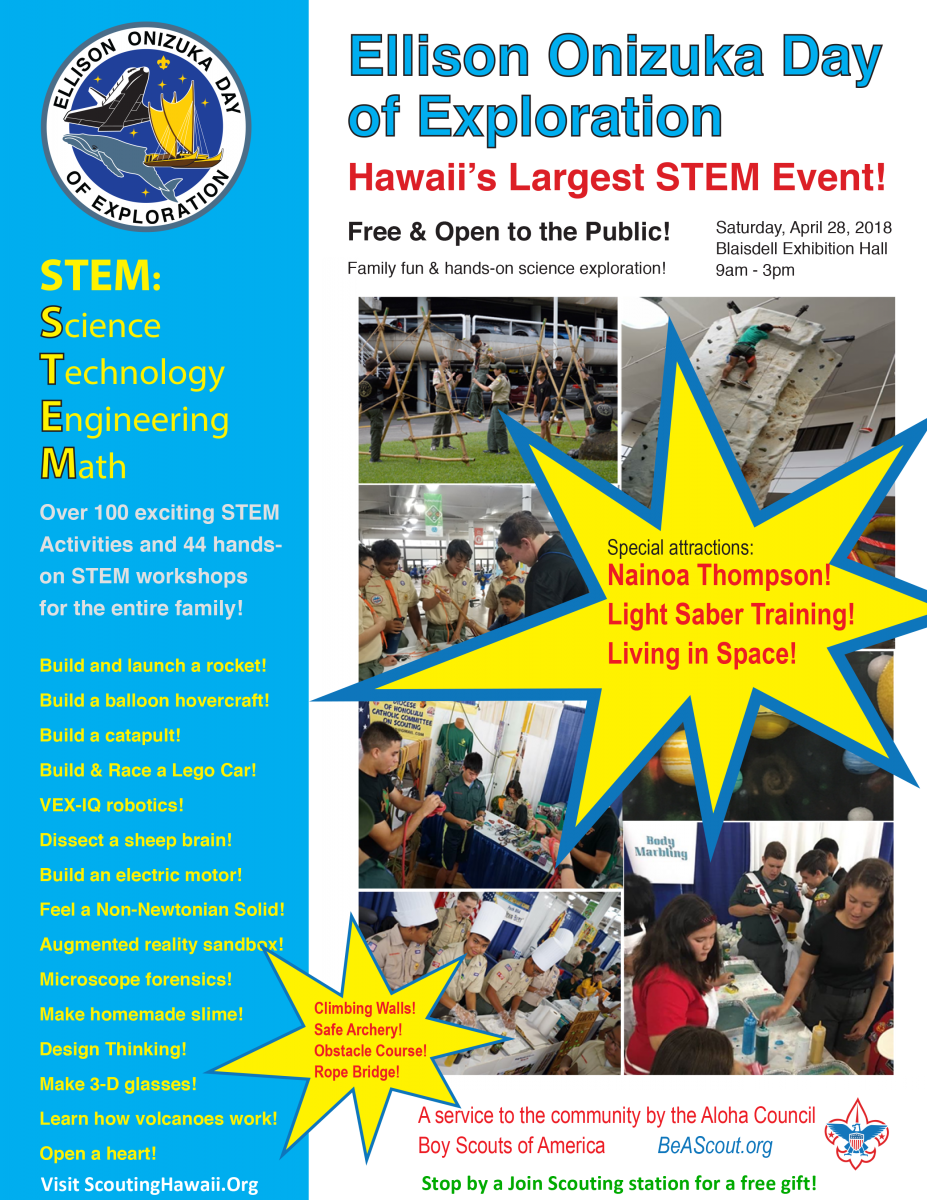 ELLISON ONIZUKA DAY
OF EXPLORATION
STEM:
Science
Technology
Engineering
Math
Over 100 exciting STEM
Activities and 44 hands-
on STEM workshops
for the entire family!
Build and launch a rocket!
Build a balloon hovercraft!
Build a catapult!
Build & Race a Lego Car!
VEX-IQ robotics!
Dissect a sheep brain!
Build an electric motor!
Feel a Non-Newtonian Solid!
Augmented reality sandbox!
Microscope forensics!
Make homemade slime!
Design Thinking!
Make 3-D glasses!
Learn how volcanoes work!
Open a heart!
Visit ScoutingHawaii.Org
Ellison Onizuka Day
of Exploration
Hawaii's Largest STEM Event!
Free & Open to the Public!
Family fun & hands-on science exploration!
Saturday, April 28, 2018
Blaisdell Exhibition Hall
9am - 3pm
Special attractions:
Nainoa Thompson!
Light Saber Training!
Living in Space!
DIOCESE
OF HONOLULU
CATHOLIC COMMITTEE
ON SCOUTING
Body
Marbling
Climbing Walls!
Safe Archery!
Obstacle Course!
Rope Bridge!
A service to the community by the Aloha Council
Boy Scouts of America
BeAScout.org
Stop by a Join Scouting station for a free gift!